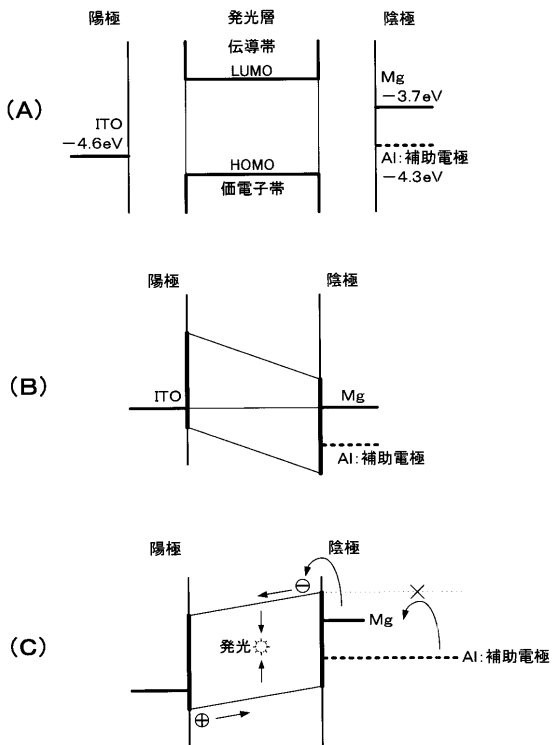 陽極
発光層
陰極
(A)
伝導帯
LUMO
Mg
-3.7eV
ITO
-4.6eV
Al:補助電極
-4.3eV
HOMO
価電子帯
陽極
陰極
(B)
ITO
Mg
Al:補助電極
陽極
陰極
(C)
⊖
×
Mg
発光
Al:補助電極
⊕